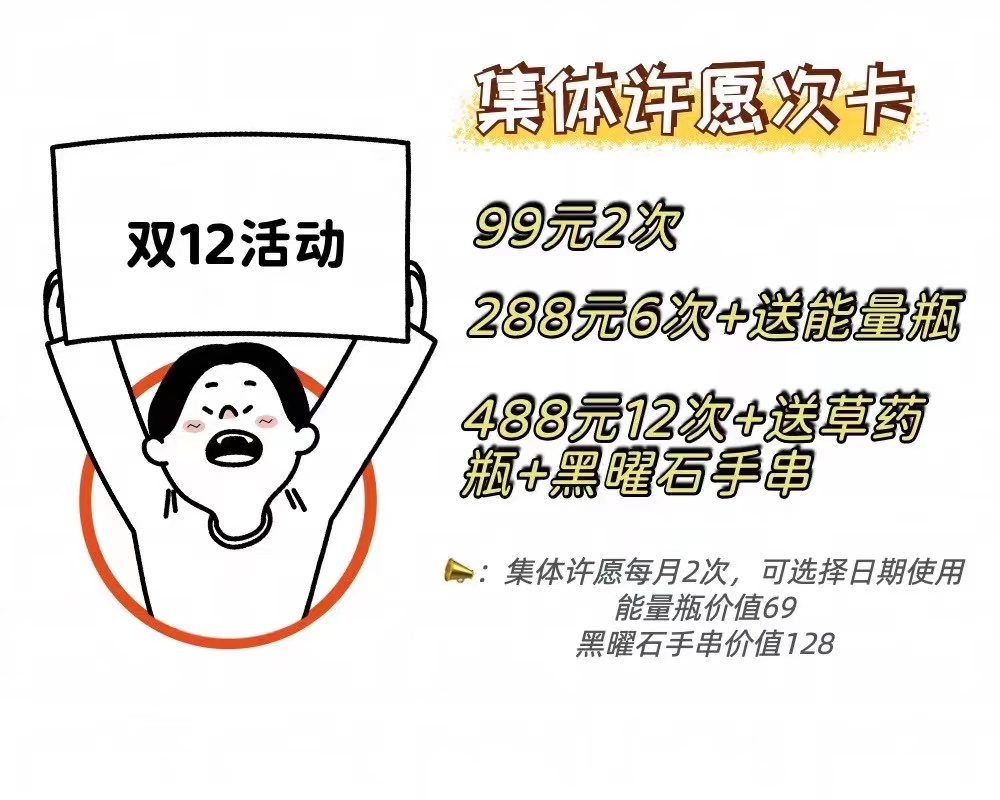 集体许愿次卡
双12活动
99元2次
288元6次+送能量瓶
488元12次+送草药
瓶+黑曜石手串
：集体许愿每月2次，可选择日期使用
能量瓶价值69
黑曜石手串价值128